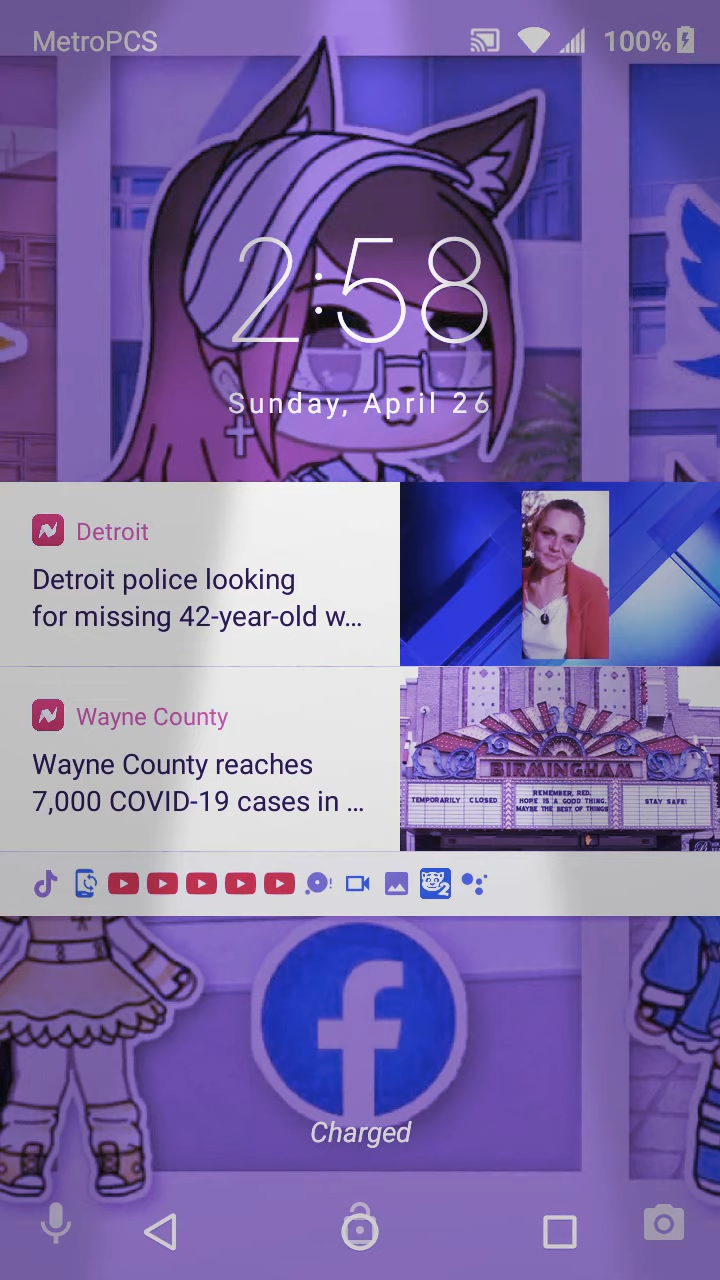 MetroPCS
100%
2:58
Sunday, April 26
Detroit
Detroit police looking
for missing 42-year-old w...
Wayne County
Wayne County reaches
7,000 COVID-19 cases in ...
BIRMINGHAM
TEMPORARILY CLOSED
REMEMBER, RED.
HOPE IS A GOOD THING.
MAYBE THE BEST OF THINGS
STAY SAFE!
2
Charged